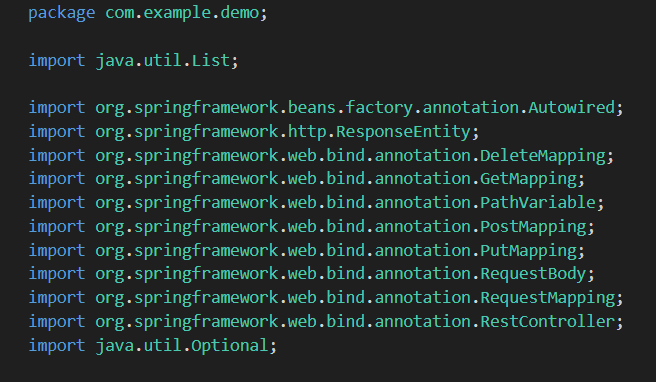 package com.example.demo;
import java.util.List;
import org.springframework.beans.factory.annotation.Autowired;
import org.springframework.http.ResponseEntity;
import org.springframework.web.bind.annotation.DeleteMapping;
import org.springframework.web.bind.annotation.GetMapping;
import org.springframework.web.bind.annotation.PathVariable;
import org.springframework.web.bind.annotation.PostMapping;
import org.springframework.web.bind.annotation.PutMapping;
import org.springframework.web.bind.annotation.RequestBody;
import org.springframework.web.bind.annotation.RequestMapping;
import org.springframework.web.bind.annotation.RestController;
import java.util.Optional;